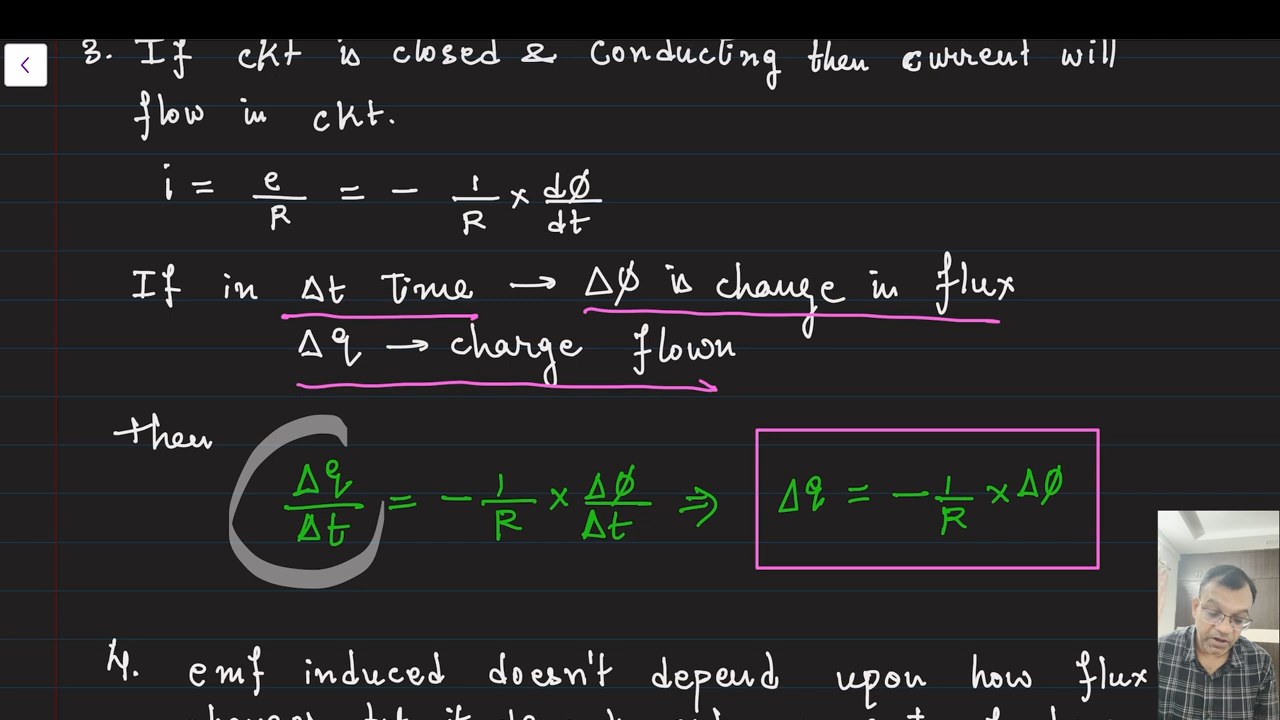 3. If ckt is closed & conducting then current will
flow in ckt.
i = e/R = - 1/R × dØ/dt
If in Δt Time → ΔØ is change in flux
Δq → charge flown
then
Δq/Δt = - 1/R × ΔØ/Δt ⇒ Δq = - 1/R × ΔØ
4. emf induced doesn't depend upon how flux